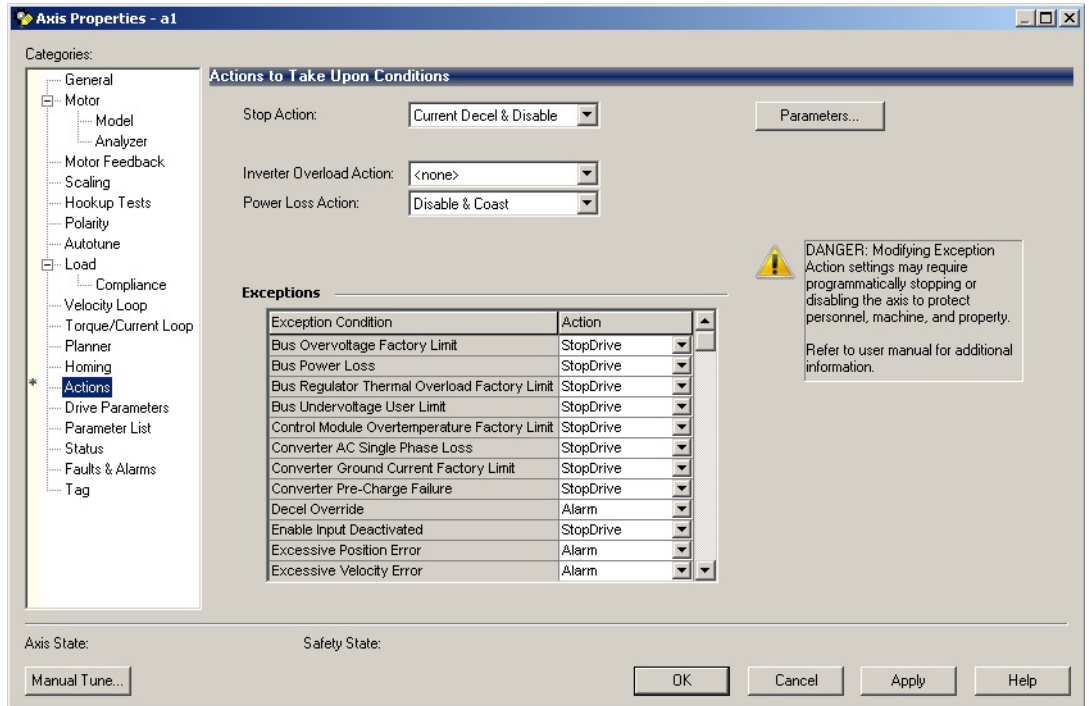 Axis Properties - a1
Categories:
General
Motor
Model
Analyzer
Motor Feedback
Scaling
Hookup Tests
Polarity
Autotune
Load
Compliance
Velocity Loop
Torque/Current Loop
Planner
Homing
* Actions
Drive Parameters
Parameter List
Status
Faults & Alarms
Tag
Actions to Take Upon Conditions
Stop Action: Current Decel & Disable
Parameters...
Inverter Overload Action: <none>
Power Loss Action: Disable & Coast
DANGER: Modifying Exception
Action settings may require
programmatically stopping or
disabling the axis to protect
personnel, machine, and property.
Refer to user manual for additional
information.
Exceptions
Exception Condition Action
Bus Overvoltage Factory Limit StopDrive
Bus Power Loss StopDrive
Bus Regulator Thermal Overload Factory Limit StopDrive
Bus Undervoltage User Limit StopDrive
Control Module Overtemperature Factory Limit StopDrive
Converter AC Single Phase Loss StopDrive
Converter Ground Current Factory Limit StopDrive
Converter Pre-Charge Failure StopDrive
Decel Override Alarm
Enable Input Deactivated StopDrive
Excessive Position Error Alarm
Excessive Velocity Error Alarm
Axis State: Safety State:
Manual Tune... OK Cancel Apply Help